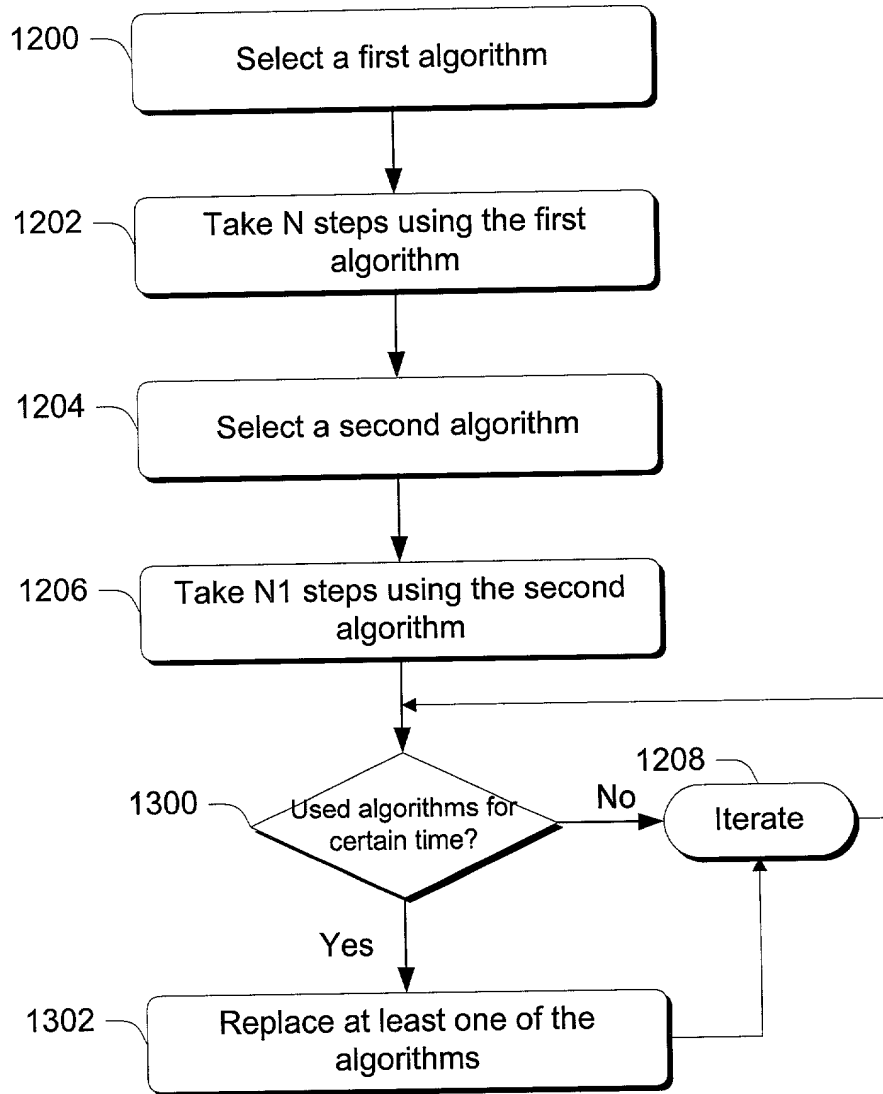 1200
Select a first algorithm
1202
Take N steps using the first
algorithm
1204
Select a second algorithm
1206
Take N1 steps using the second
algorithm
1208
1300
Used algorithms for
certain time?
No
Iterate
Yes
1302
Replace at least one of the
algorithms